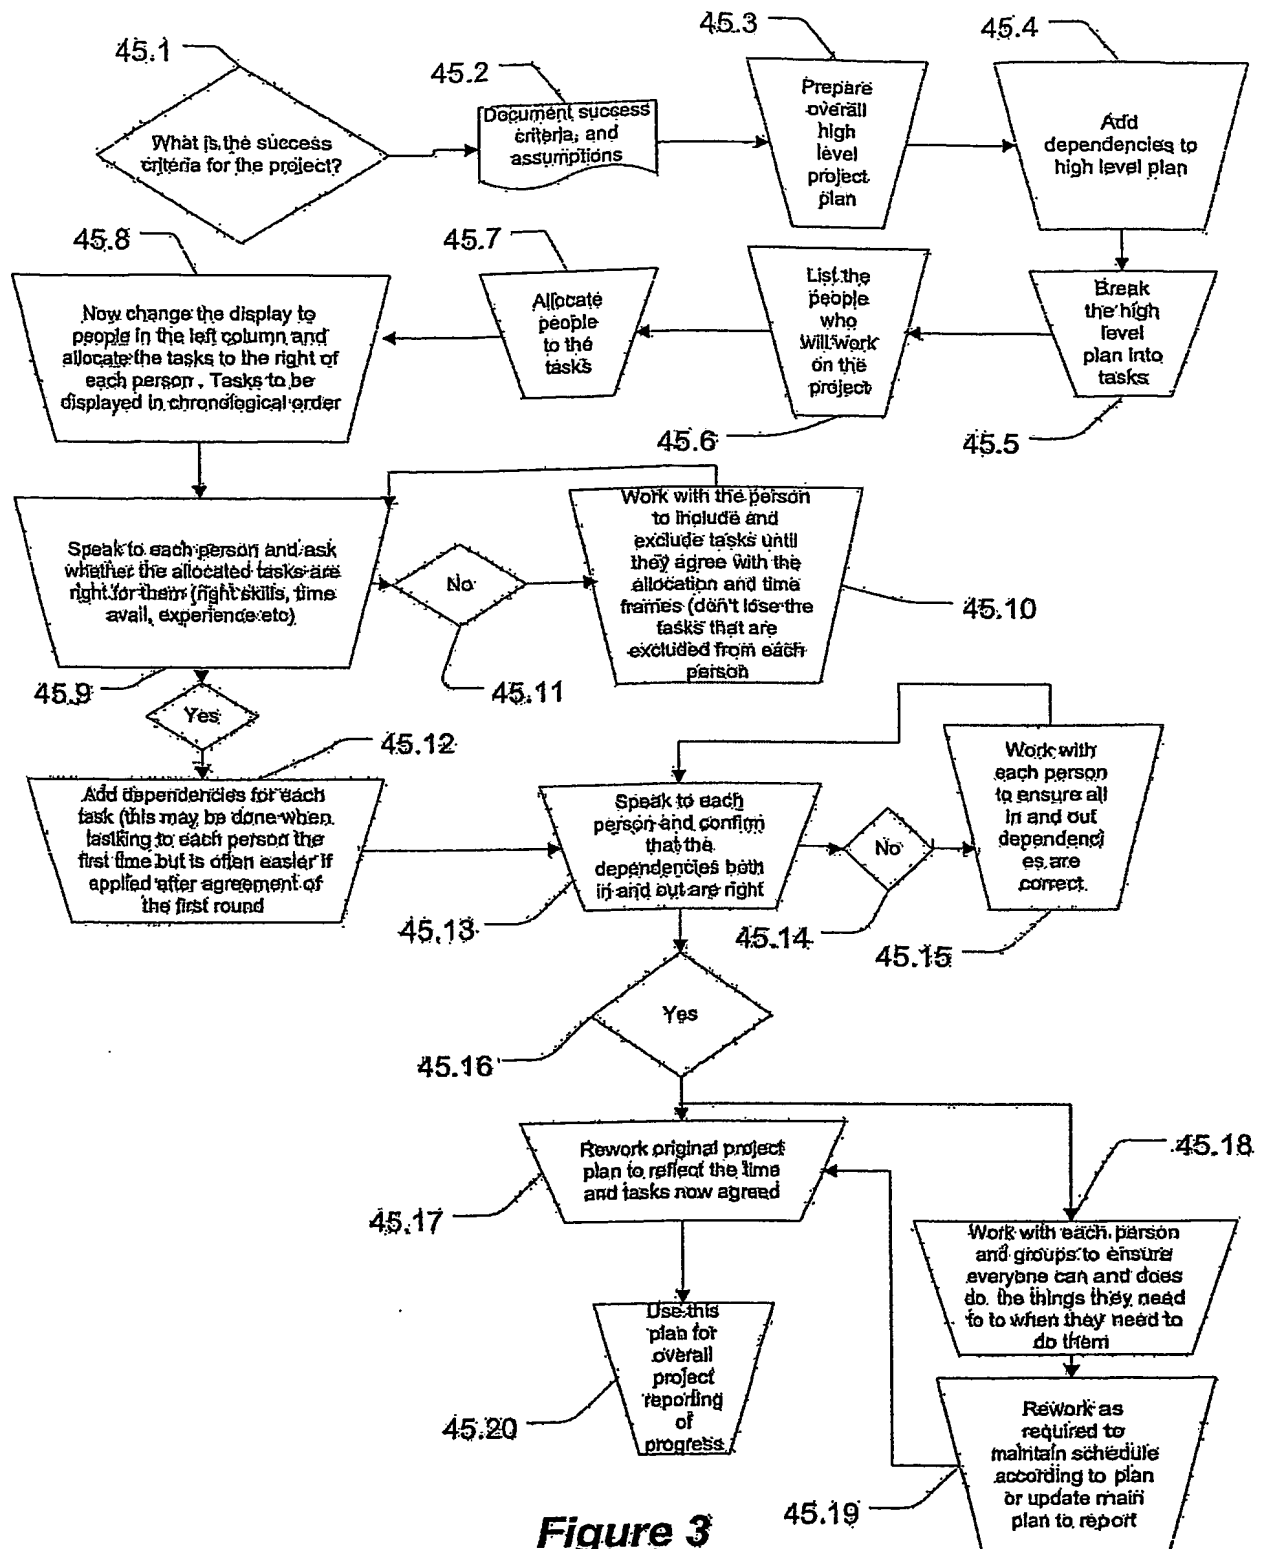 45.1
What is the success
criteria for the project?
45.2
Document success
criteria, and
assumptions
45.3
Prepare
overall
high
level
project
plan
45.4
Add
dependencies to
high level plan
45.5
Break
the high
level
plan into
tasks
45.6
List the
people
who
will work
on the
project
45.7
Allocate
people
to the
tasks
45.8
Now change the display to
people in the left column and
allocate the tasks to the right of
each person . Tasks to be
displayed in chronological order
45.9
Speak to each person and ask
whether the allocated tasks are
right for them (right skills, time
avail, experience etc)
No
45.11
Work with the person
to include and
exclude tasks until
they agree with the
allocation and time
frames (don't lose the
tasks that are
excluded from each
person
45.10
Yes
45.12
Add dependencies for each
task (this may be done when
taslking to each person the
first time but is often easier if
applied after agreement of
the first round
45.13
Speak to each
person and confirm
that the
dependencies both
in and out are right
No
45.14
Work with
each person
to ensure all
in and out
dependenci
es are
correct.
45.15
Yes
45.16
Rework original project
plan to reflect the time
and tasks now agreed
45.17
45.18
Work with each person
and groups to ensure
everyone can and does
do the things they need
to to when they need to
do them
Use this
plan for
overall
project
reporting
of
progress
45.20
Rework as
required to
maintain schedule
according to plan
or update main
plan to report
45.19
Figure 3